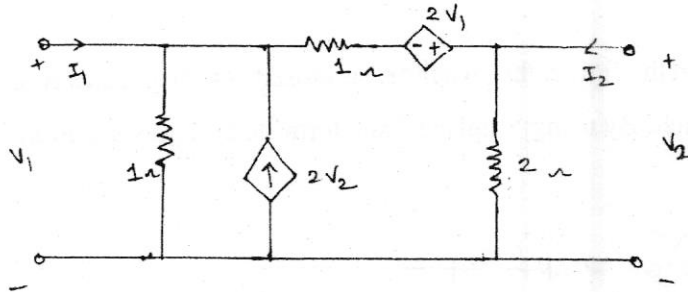 2V₁
+ I₁ - + I₂ +
1 Ω
V₁ 1Ω 2V₂ 2 Ω V₂
- -